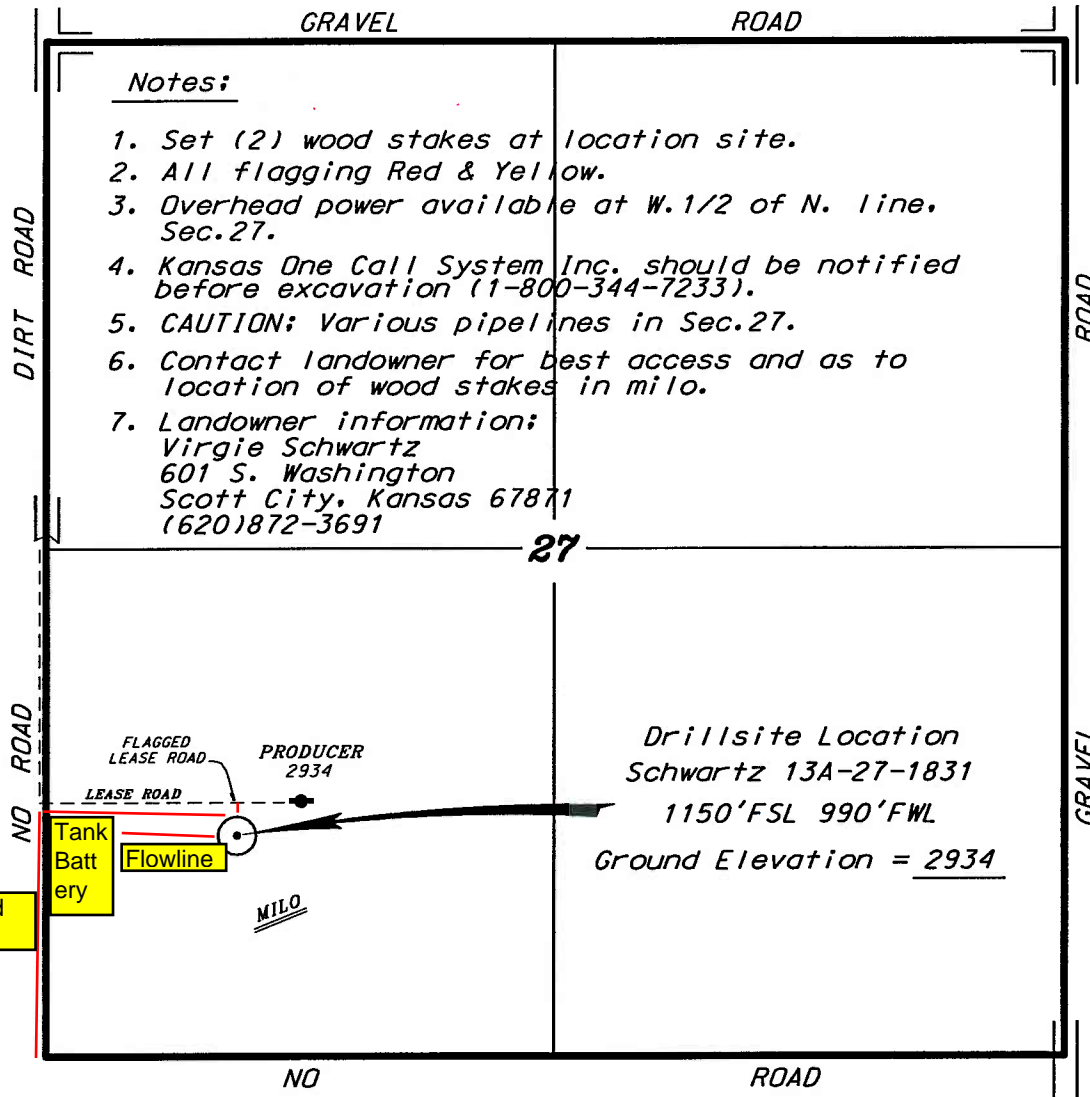 GRAVEL ROAD
Notes:
1. Set (2) wood stakes at location site.
2. All flagging Red & Yellow.
3. Overhead power available at W.1/2 of N. line,
Sec.27.
4. Kansas One Call System Inc. should be notified
before excavation (1-800-344-7233).
5. CAUTION: Various pipelines in Sec.27.
6. Contact landowner for best access and as to
location of wood stakes in milo.
7. Landowner information:
Virgie Schwartz
601 S. Washington
Scott City, Kansas 67871
(620)872-3691
DIRT ROAD
ROAD
27
NO ROAD
FLAGGED
LEASE ROAD
PRODUCER
2934
LEASE ROAD
Tank
Batt
ery
Flowline
MILO
Drillsite Location
Schwartz 13A-27-1831
1150'FSL 990'FWL
Ground Elevation = 2934
GRAVEL
NO ROAD